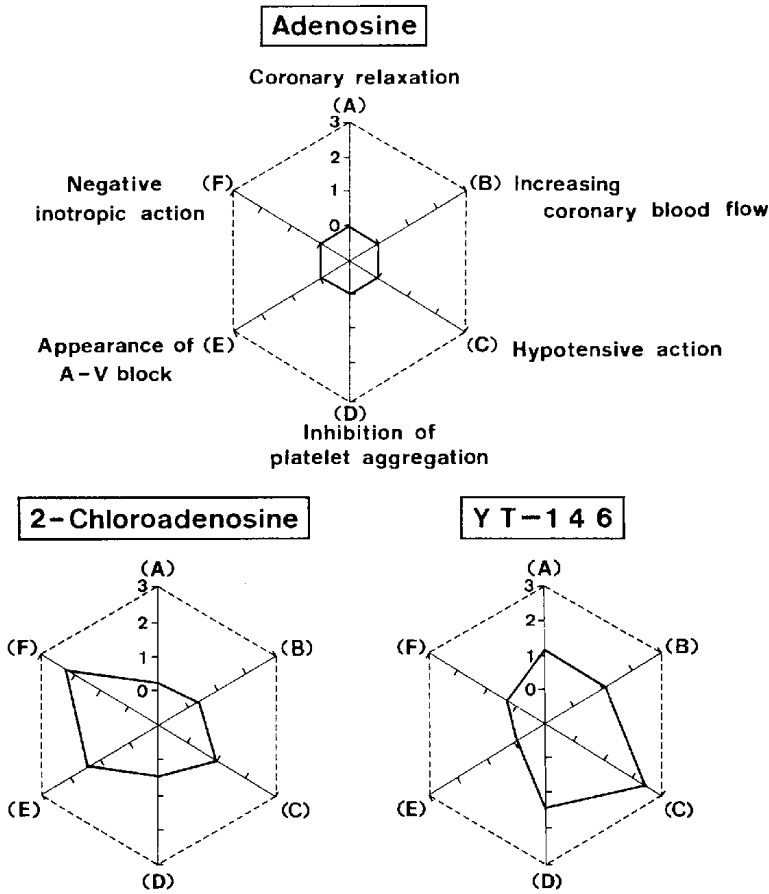 Adenosine
Coronary relaxation
(A)
3
2
1
0
Negative (F)
inotropic action
(B) Increasing
coronary blood flow
Appearance of (E)
A-V block
(C) Hypotensive action
(D)
Inhibition of
platelet aggregation
2-Chloroadenosine
(A)
3
2
1
0
(F)
(B)
(E)
(C)
(D)
YT-146
(A)
3
2
1
0
(F)
(B)
(E)
(C)
(D)